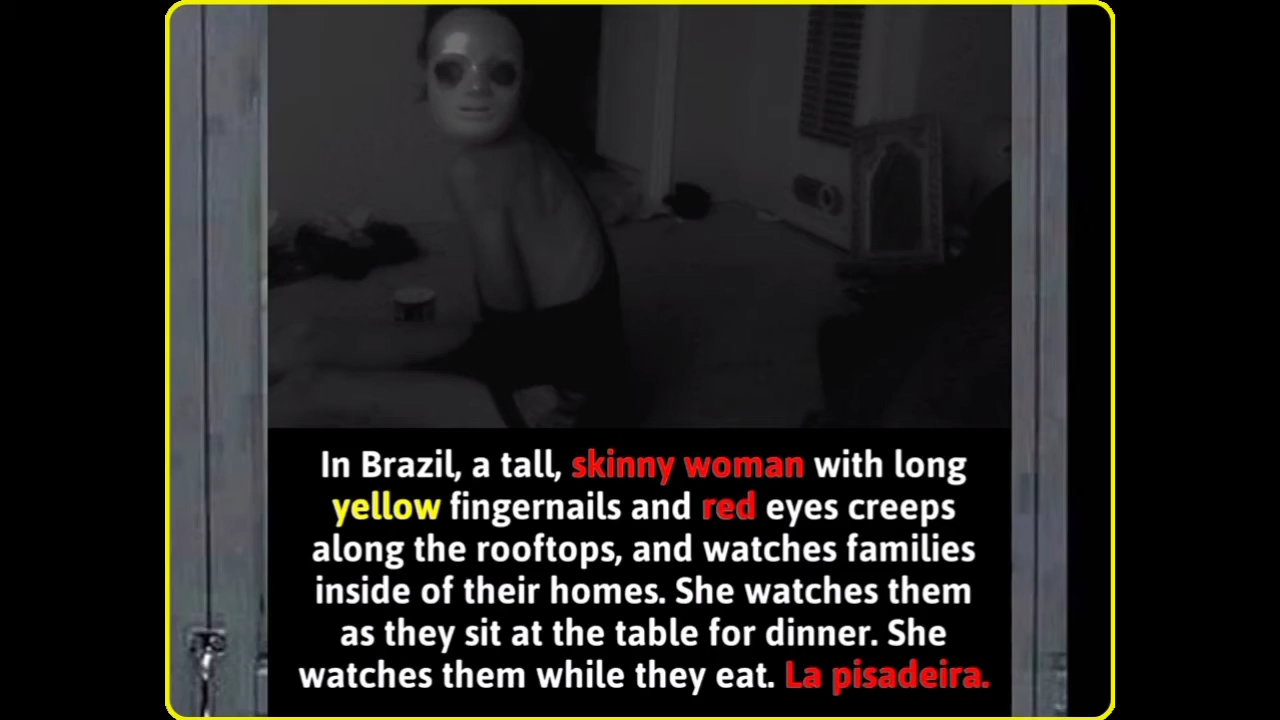 In Brazil, a tall, skinny woman with long
yellow fingernails and red eyes creeps
along the rooftops, and watches families
inside of their homes. She watches them
as they sit at the table for dinner. She
watches them while they eat. La pisadeira.